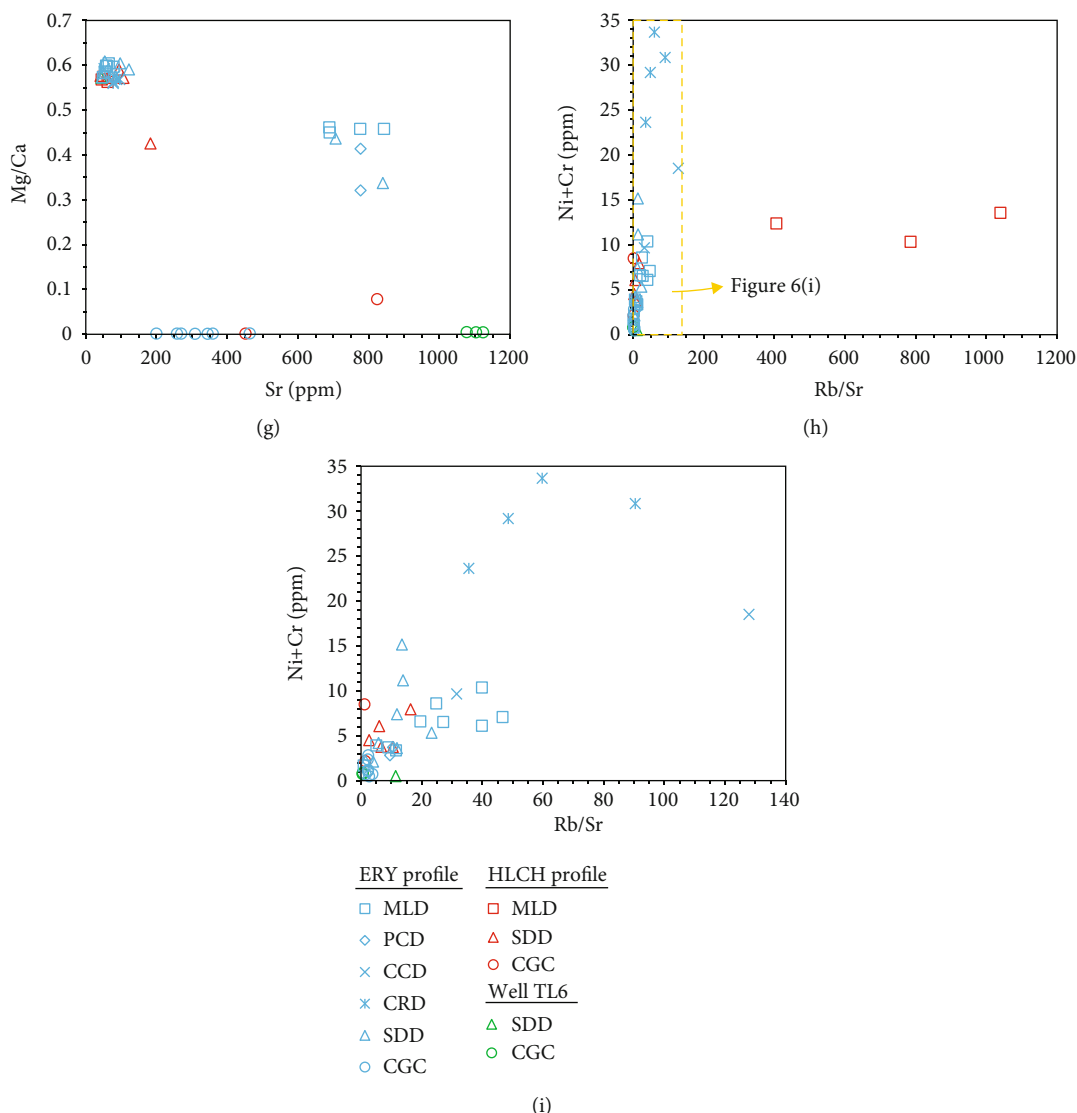 0.7
0.6
0.5
0.4
0.3
0.2
0.1
0
Mg/Ca
0 200 400 600 800 1000 1200
Sr (ppm)
(g)
35
30
25
20
15
10
5
0
Ni+Cr (ppm)
Figure 6(i)
0 200 400 600 800 1000 1200
Rb/Sr
(h)
35
30
25
20
15
10
5
0
Ni+Cr (ppm)
0 20 40 60 80 100 120 140
Rb/Sr
ERY profile
MLD
PCD
CCD
CRD
SDD
CGC
HLCH profile
MLD
SDD
CGC
Well TL6
SDD
CGC
(i)